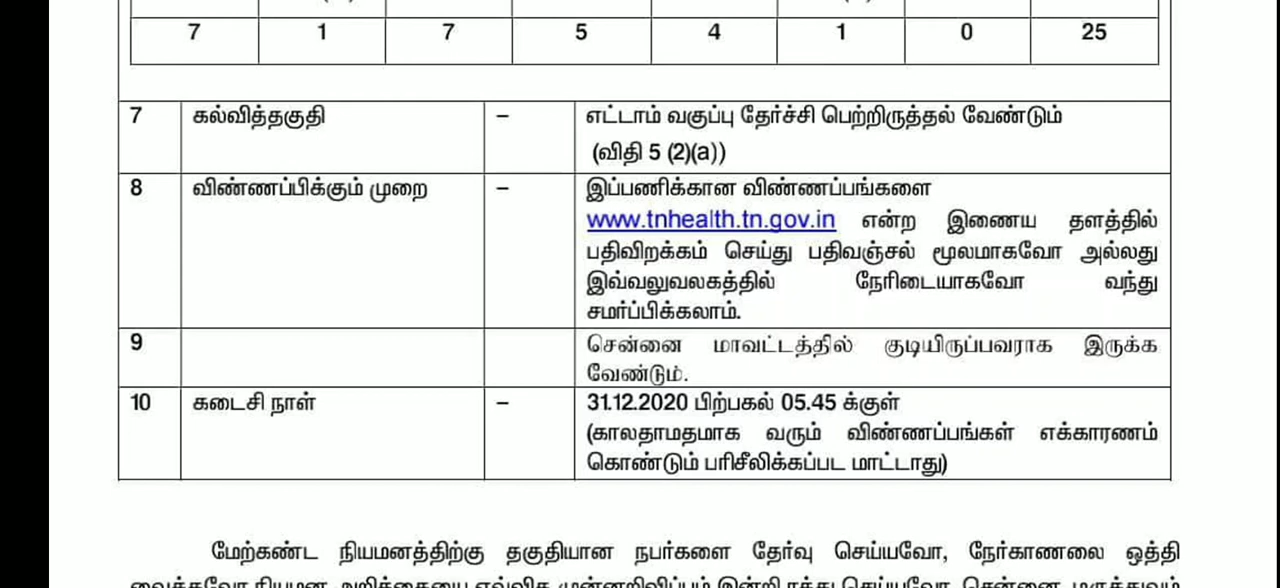 7 1 7 5 4 1 0 25
7 கல்வித்தகுதி – எட்டாம் வகுப்பு தேர்ச்சி பெற்றிருத்தல் வேண்டும்
(விதி 5 (2)(a))
8 விண்ணப்பிக்கும் முறை – இப்பணிக்கான விண்ணப்பங்களை
www.tnhealth.tn.gov.in என்ற இணைய தளத்தில்
பதிவிறக்கம் செய்து பதிவஞ்சல் மூலமாகவோ அல்லது
இவ்வலுவலகத்தில் நேரிடையாகவோ வந்து
சமர்ப்பிக்கலாம்.
9 சென்னை மாவட்டத்தில் குடியிருப்பவராக இருக்க
வேண்டும்.
10 கடைசி நாள் – 31.12.2020 பிற்பகல் 05.45 க்குள்
(காலதாமதமாக வரும் விண்ணப்பங்கள் எக்காரணம்
கொண்டும் பரிசீலிக்கப்பட மாட்டாது)
மேற்கண்ட நியமனத்திற்கு தகுதியான நபர்களை தேர்வு செய்யவோ, நேர்காணலை ஒத்தி